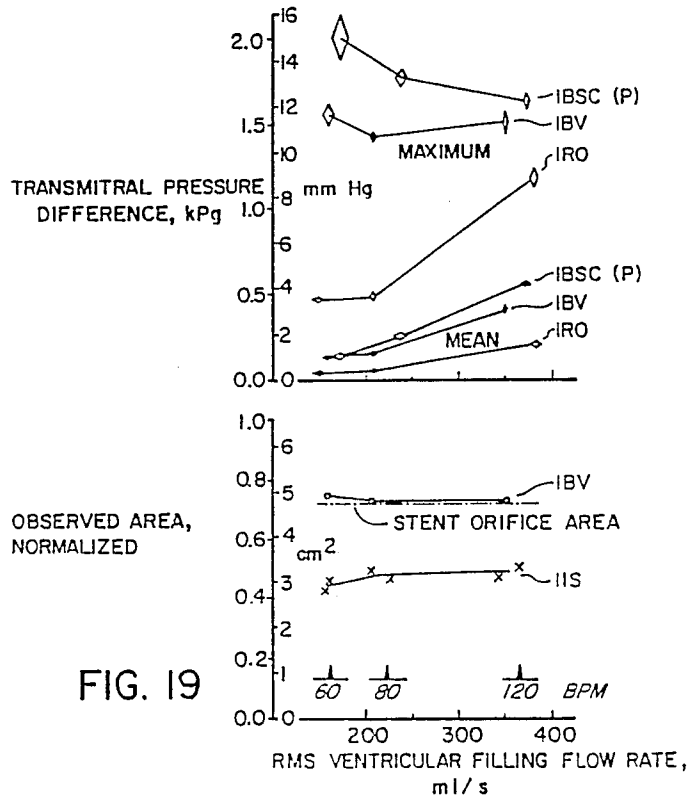 2.0
1.5
1.0
0.5
0.0
16
14
12
10
8
6
4
2
0
TRANSMITRAL PRESSURE
DIFFERENCE, kPg
mm Hg
IBSC (P)
IBV
MAXIMUM
IRO
IBSC (P)
IBV
MEAN
IRO
1.0
0.8
0.6
0.4
0.2
0.0
6
5
4
3
2
1
0
OBSERVED AREA,
NORMALIZED
cm2
IBV
STENT ORIFICE AREA
IIS
FIG. 19
60 80 120 BPM
200 300 400
RMS VENTRICULAR FILLING FLOW RATE,
ml/s